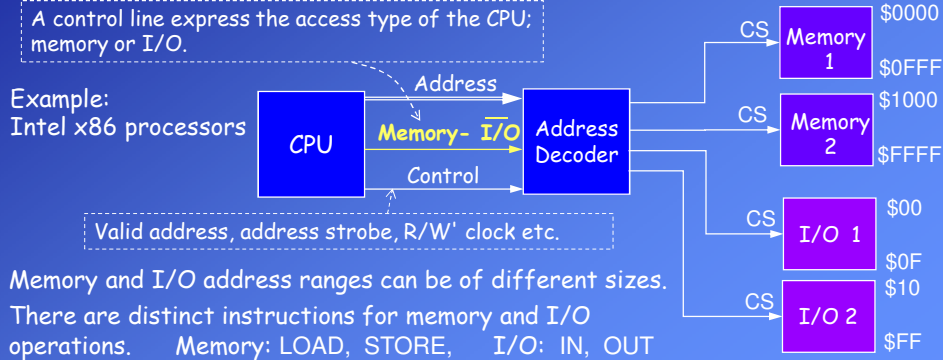 A control line express the access type of the CPU;
memory or I/O.
Example:
Intel x86 processors
CPU
Address
Memory- I/O
Control
Address
Decoder
Valid address, address strobe, R/W' clock etc.
CS
Memory
1
$0000
$0FFF
CS
Memory
2
$1000
$FFFF
CS
I/O 1
$00
$0F
CS
I/O 2
$10
$FF
Memory and I/O address ranges can be of different sizes.
There are distinct instructions for memory and I/O
operations. Memory: LOAD, STORE, I/O: IN, OUT